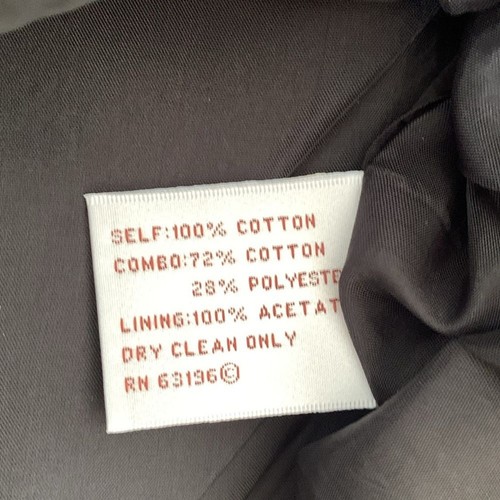 SELF:100% COTTON
COMBO:72% COTTON
28% POLYESTE
LINING:100% ACETAT
DRY CLEAN ONLY
RN 63196©